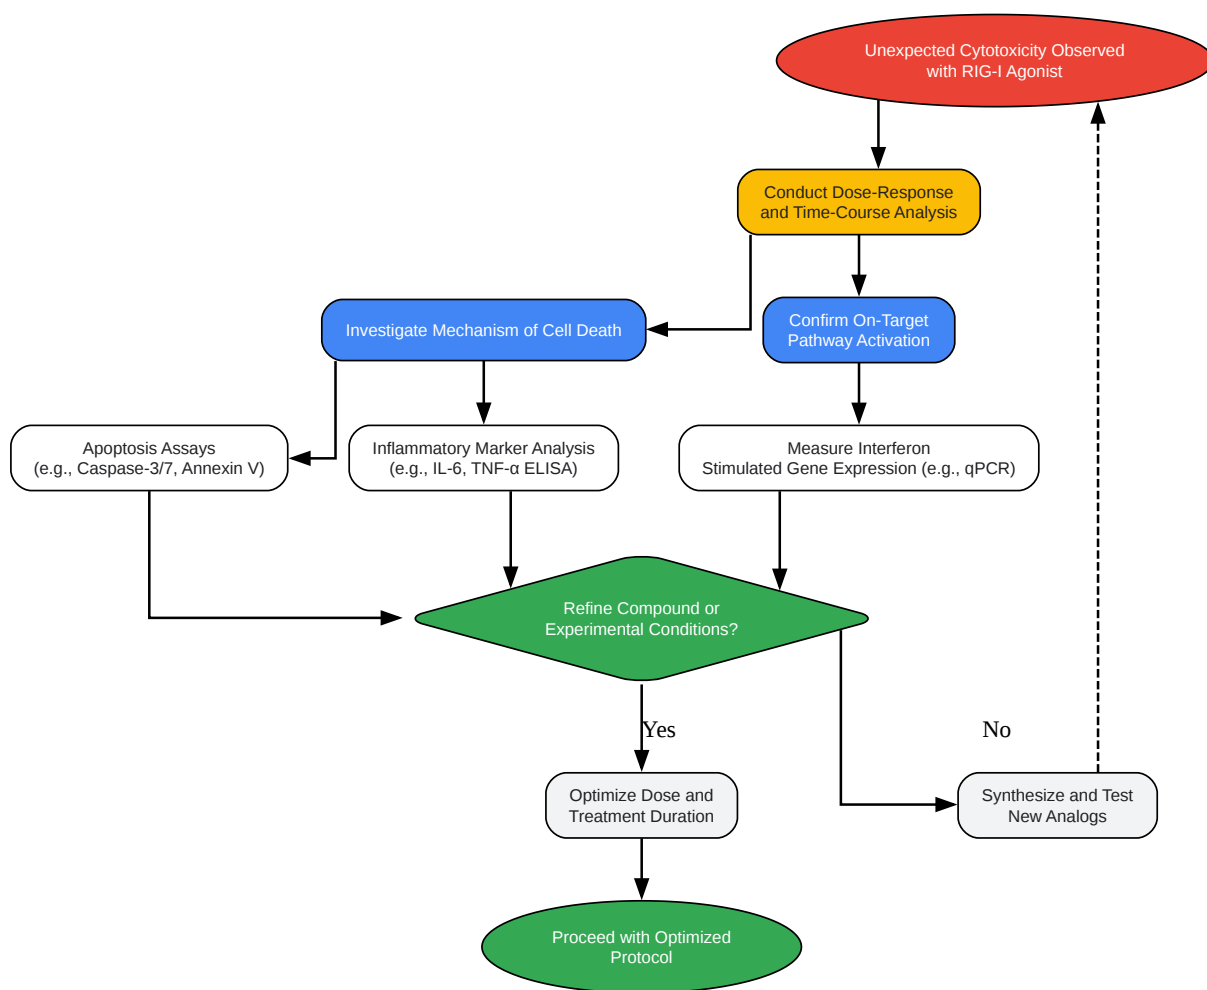 Unexpected Cytotoxicity Observed
with RIG-I Agonist
Conduct Dose-Response
and Time-Course Analysis
Investigate Mechanism of Cell Death
Confirm On-Target
Pathway Activation
Apoptosis Assays
(e.g., Caspase-3/7, Annexin V)
Inflammatory Marker Analysis
(e.g., IL-6, TNF-α ELISA)
Measure Interferon
Stimulated Gene Expression (e.g., qPCR)
Refine Compound or
Experimental Conditions?
Yes
No
Optimize Dose and
Treatment Duration
Synthesize and Test
New Analogs
Proceed with Optimized
Protocol